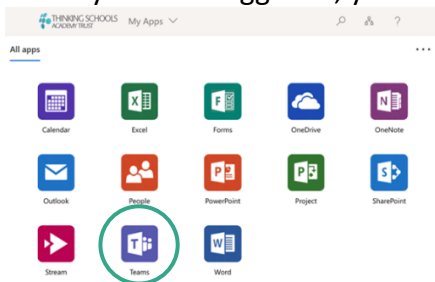 THINKING SCHOOLS
ACADEMY TRUST
My Apps
?
All apps
Calendar Excel Forms OneDrive OneNote
Outlook People PowerPoint Project SharePoint
Stream Teams Word